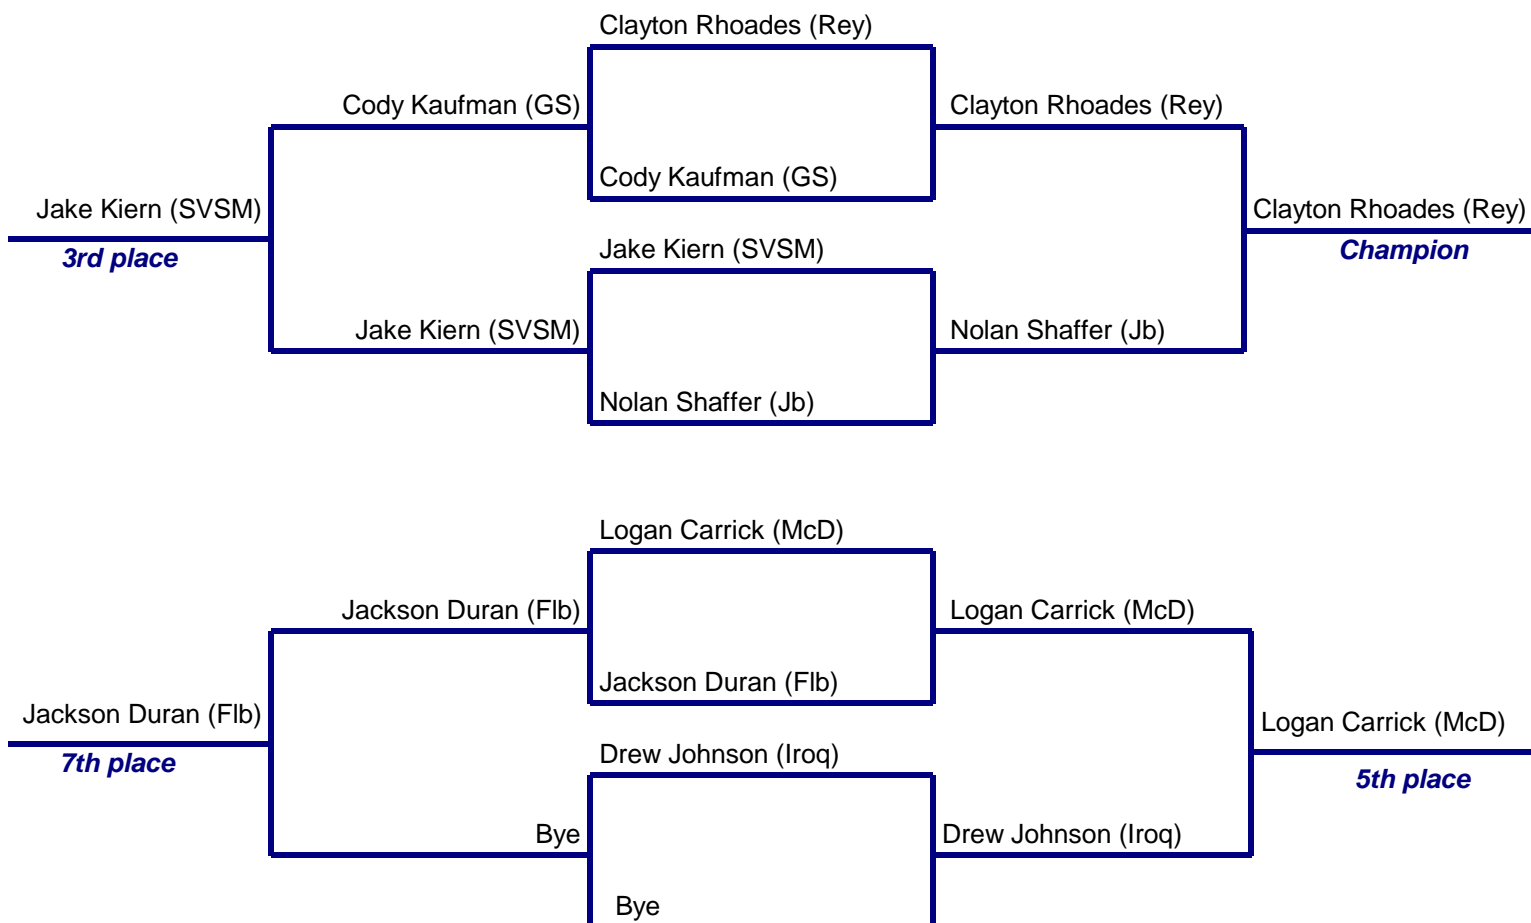 Clayton Rhoades (Rey)
Cody Kaufman (GS)
Clayton Rhoades (Rey)
Cody Kaufman (GS)
Jake Kiern (SVSM)
Clayton Rhoades (Rey)
3rd place
Jake Kiern (SVSM)
Champion
Jake Kiern (SVSM)
Nolan Shaffer (Jb)
Nolan Shaffer (Jb)
Logan Carrick (McD)
Jackson Duran (Flb)
Logan Carrick (McD)
Jackson Duran (Flb)
Jackson Duran (Flb)
Logan Carrick (McD)
7th place
Drew Johnson (Iroq)
5th place
Bye
Drew Johnson (Iroq)
Bye